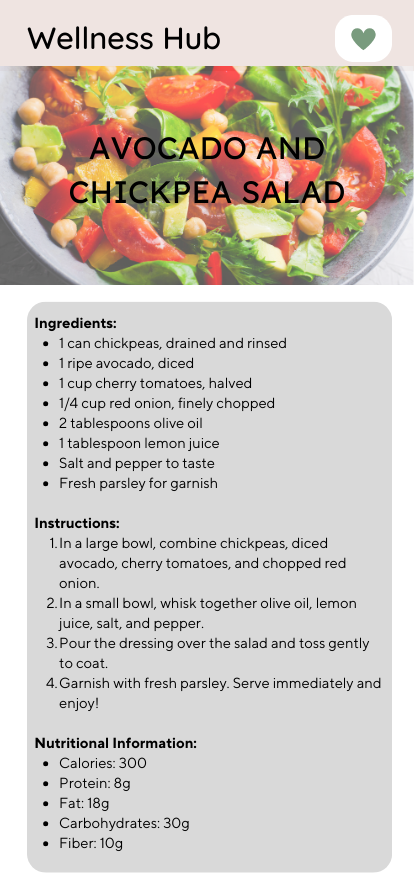 Wellness Hub
AVOCADO AND
CHICKPEA SALAD
Ingredients:
• 1 can chickpeas, drained and rinsed
• 1 ripe avocado, diced
• 1 cup cherry tomatoes, halved
• 1/4 cup red onion, finely chopped
• 2 tablespoons olive oil
• 1 tablespoon lemon juice
• Salt and pepper to taste
• Fresh parsley for garnish
Instructions:
1. In a large bowl, combine chickpeas, diced
avocado, cherry tomatoes, and chopped red
onion.
2. In a small bowl, whisk together olive oil, lemon
juice, salt, and pepper.
3. Pour the dressing over the salad and toss gently
to coat.
4. Garnish with fresh parsley. Serve immediately and
enjoy!
Nutritional Information:
• Calories: 300
• Protein: 8g
• Fat: 18g
• Carbohydrates: 30g
• Fiber: 10g